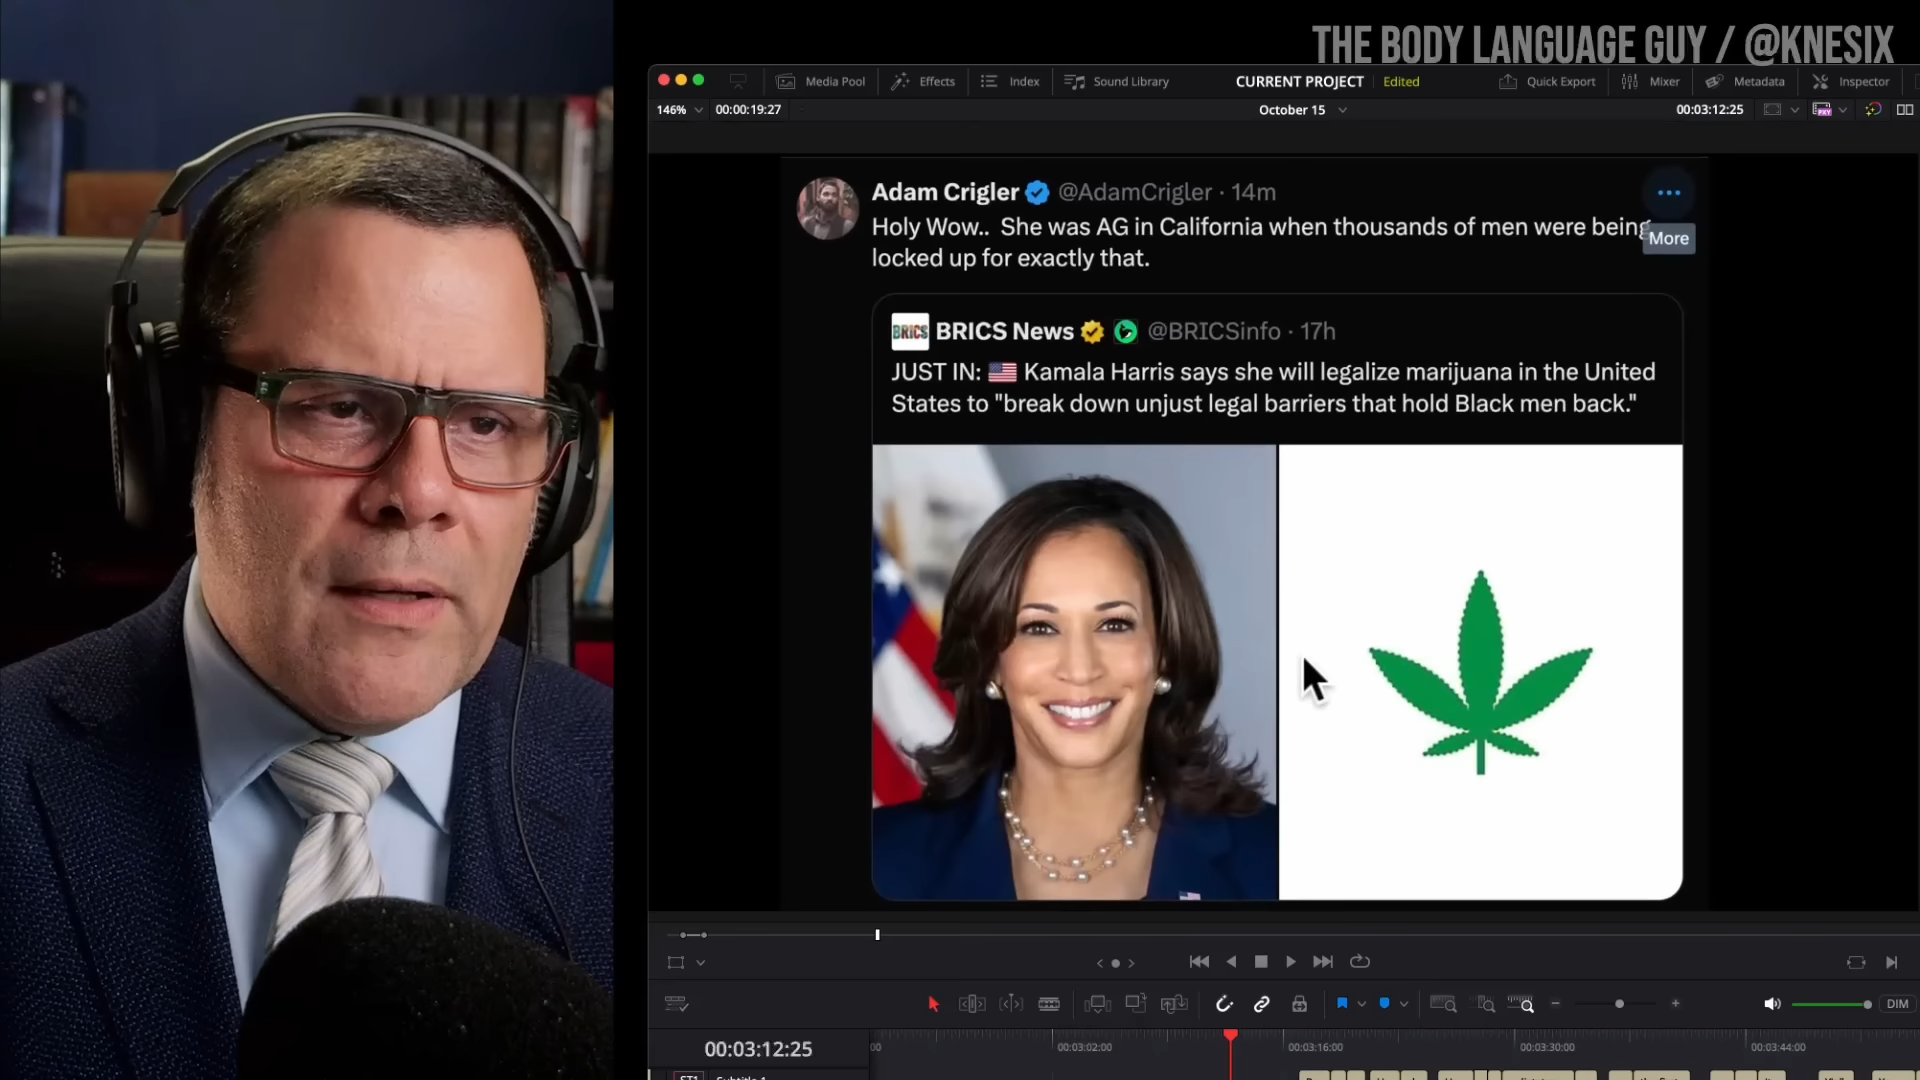 THE BODY LANGUAGE GUY / @KNESIX
Media Pool
Effects
Index
Sound Library
CURRENT PROJECT
Edited
Quick Export
Mixer
Metadata
Inspector
146%
00:00:19:27
October 15
00:03:12:25
Adam Crigler @AdamCrigler · 14m
Holy Wow.. She was AG in California when thousands of men were being
More
locked up for exactly that.
BRICS
BRICS News @BRICSinfo · 17h
JUST IN: 🇺🇸 Kamala Harris says she will legalize marijuana in the United
States to "break down unjust legal barriers that hold Black men back."
DIM
00:03:12:25
00
00:03:02:00
00:03:16:00
00:03:30:00
00:03:44:00
ST1
Subtitle 1